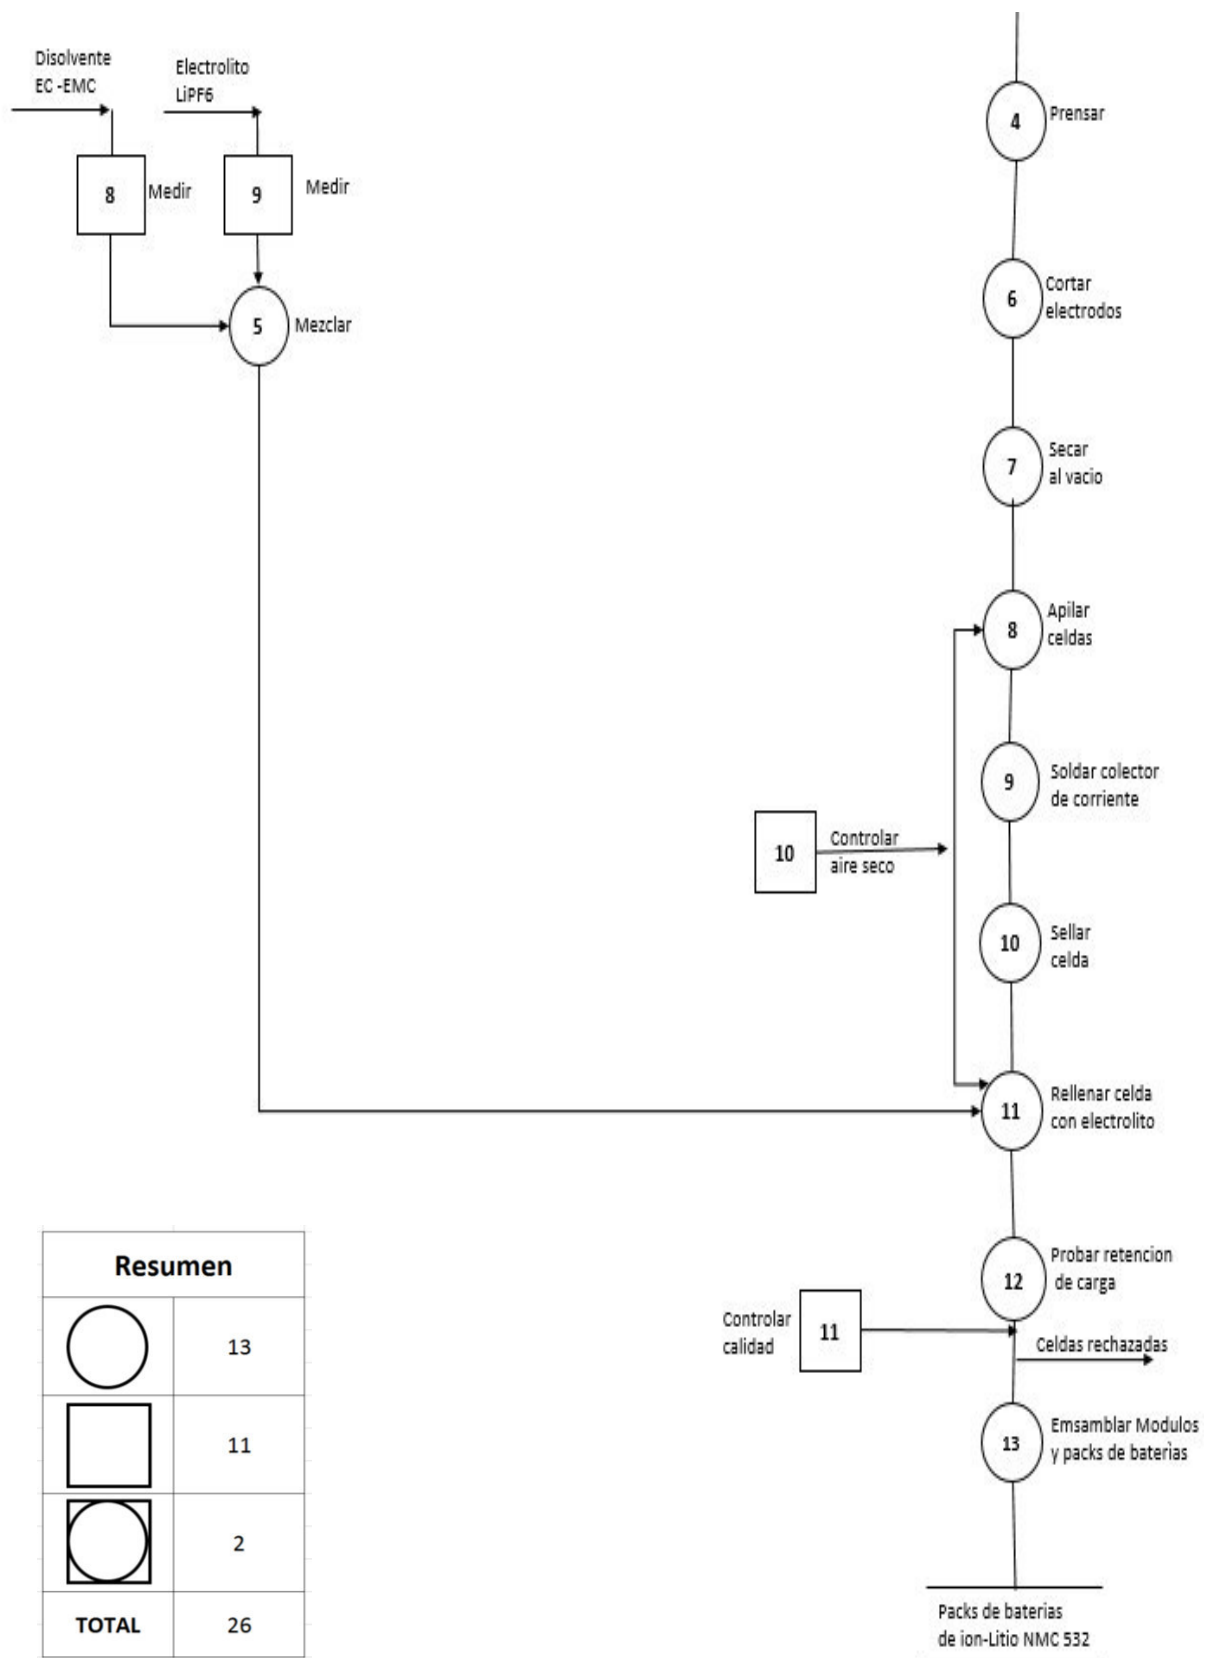 Disolvente
EC -EMC
Electrolito
LiPF6
8
Medir
9
Medir
5
Mezclar
4
Prensar
6
Cortar
electrodos
7
Secar
al vacio
8
Apilar
celdas
9
Soldar colector
de corriente
10
Controlar
aire seco
10
Sellar
celda
11
Rellenar celda
con electrolito
12
Probar retencion
de carga
Controlar
calidad
11
Celdas rechazadas
13
Emsamblar Modulos
y packs de baterìas
Packs de baterias
de ion-Litio NMC 532
Resumen
13
11
2
TOTAL 26